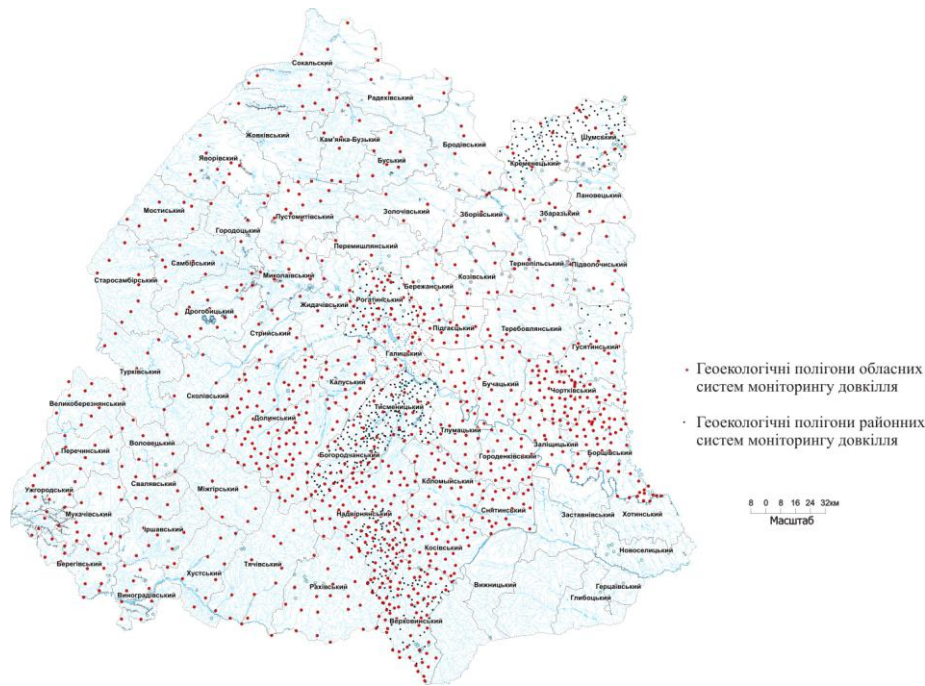 Сокальский
Радехівський
Жовківський
Кам'янка-Бузький
Бродівський
Шумський
Кременецький
Буський
Яворівський
Лановецький
Мостиський
Пустомитівський
Золочівський
Зборівський
Збаразький
Городоцький
Перемишлянський
Самбірський
Тернопільський
Підволочиський
Старосамбірський
Миколаївський
Козівський
Бережанський
Рогатинський
Жидачівський
Дрогобицький
Підгаєцький
Теребовлянський
Стрийський
Гусятинський
Галицький
Турківський
Калуський
Бучацький
Чортківський
Сколівський
Великоберезнянський
Тисменицький
Долинський
Тлумацький
Воловецький
Заліщицький
Перечинський
Богородчанський
Городенківський
Борщівський
Свалявський
Міжгірський
Коломийський
Ужгородський
Снятинський
Мукачівський
Надвірнянський
Заставнівський
Хотинський
Іршавський
Косівський
Новоселицький
Берегівський
Тячівський
Хустський
Рахівський
Вижницький
Герцаївський
Виноградівський
Глибоцький
Верховинський
Геоекологічні полігони обласних
систем моніторингу довкілля
Геоекологічні полігони районних
систем моніторингу довкілля
8 0 8 16 24 32км
Масштаб